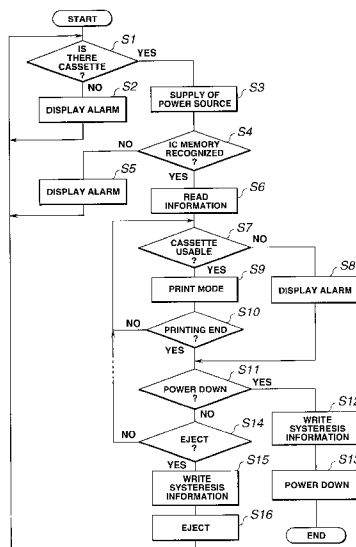 START
S1
IS
THERE
CASSETTE
?
YES
NO
S2
DISPLAY ALARM
S3
SUPPLY OF
POWER SOURCE
S4
IC MEMORY
RECOGNIZED
?
NO
YES
S5
DISPLAY ALARM
S6
READ
INFORMATION
S7
CASSETTE
USABLE
?
NO
YES
S8
DISPLAY ALARM
S9
PRINT MODE
S10
PRINTING END
?
NO
YES
S11
POWER DOWN
?
YES
NO
S12
WRITE
SYSTERESIS
INFORMATION
S13
POWER DOWN
END
S14
EJECT
?
NO
YES
S15
WRITE
SYSTERESIS
INFORMATION
S16
EJECT